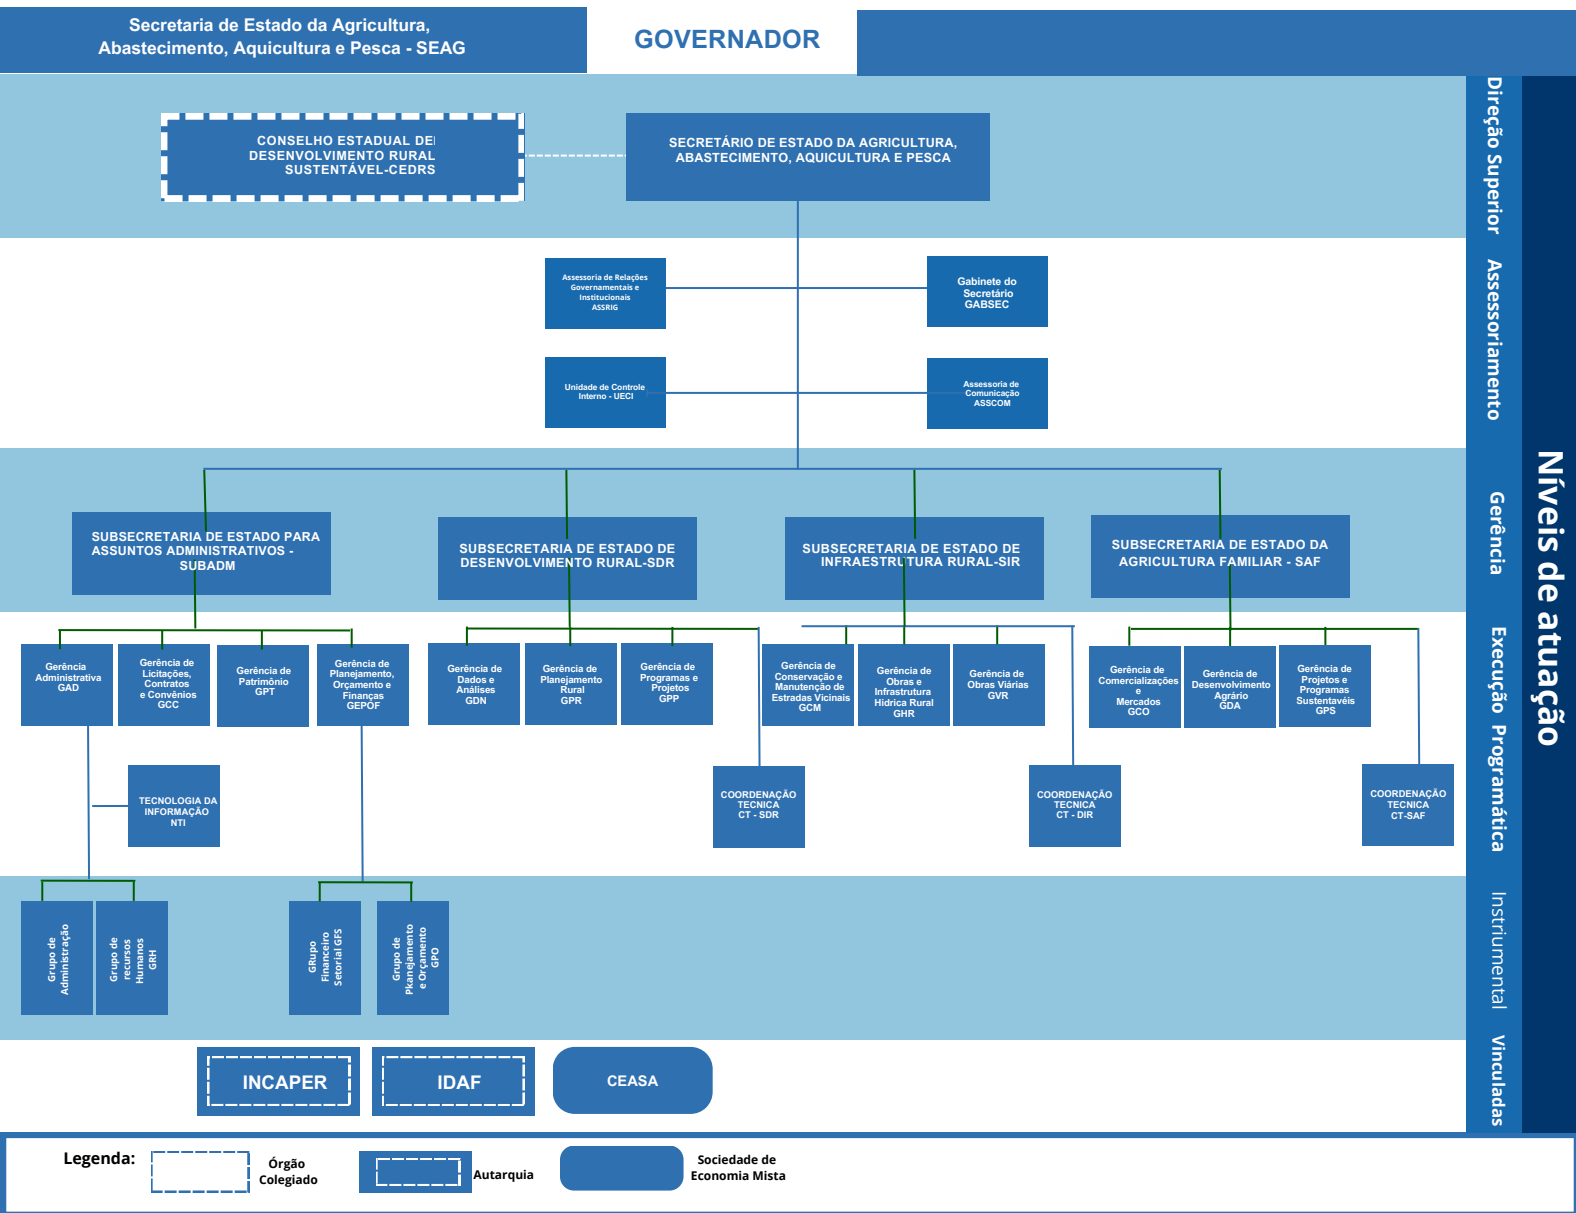 Secretaria de Estado da Agricultura,
Abastecimento, Aquicultura e Pesca - SEAG
GOVERNADOR
Direção Superior
CONSELHO ESTADUAL DE
DESENVOLVIMENTO RURAL
SUSTENTÁVEL-CEDRS
SECRETÁRIO DE ESTADO DA AGRICULTURA,
ABASTECIMENTO, AQUICULTURA E PESCA
Assessoriamento
Assessoria de Relações
Governamentais e
Institucionais
ASSRIG
Gabinete do
Secretário
GABSEC
Unidade de Controle
Interno - UECI
Assessoria de
Comunicação
ASSCOM
Níveis de atuação
Gerência
SUBSECRETARIA DE ESTADO PARA
ASSUNTOS ADMINISTRATIVOS -
SUBADM
SUBSECRETARIA DE ESTADO DE
DESENVOLVIMENTO RURAL-SDR
SUBSECRETARIA DE ESTADO DE
INFRAESTRUTURA RURAL-SIR
SUBSECRETARIA DE ESTADO DA
AGRICULTURA FAMILIAR - SAF
Execução Programática
Gerência
Administrativa
GAD
Gerência de
Licitações,
Contratos
e Convênios
GCC
Gerência de
Patrimônio
GPT
Gerência de
Planejamento,
Orçamento e
Finanças
GEPOF
Gerência de
Dados e
Análises
GDN
Gerência de
Planejamento
Rural
GPR
Gerência de
Programas e
Projetos
GPP
Gerência de
Conservação e
Manutenção de
Estradas Vicinais
GCM
Gerência de
Obras e
Infrastrutura
Hídrica Rural
GHR
Gerência de
Obras Viárias
GVR
Gerência de
Comercializações
e
Mercados
GCO
Gerência de
Desenvolvimento
Agrário
GDA
Gerência de
Projetos e
Programas
Sustentavéis
GPS
TECNOLOGIA DA
INFORMAÇÃO
NTI
COORDENAÇÃO
TECNICA
CT - SDR
COORDENAÇÃO
TECNICA
CT - DIR
COORDENAÇÃO
TECNICA
CT-SAF
Instriumental
Grupo de
Administração
Grupo de
recursos
Humanos
GRH
GRupo
Financeiro
Setorial GFS
Grupo de
Pkanejamento
e Orçamento
GPO
Vinculadas
INCAPER
IDAF
CEASA
Legenda:
Órgão
Colegiado
Autarquia
Sociedade de
Economia Mista